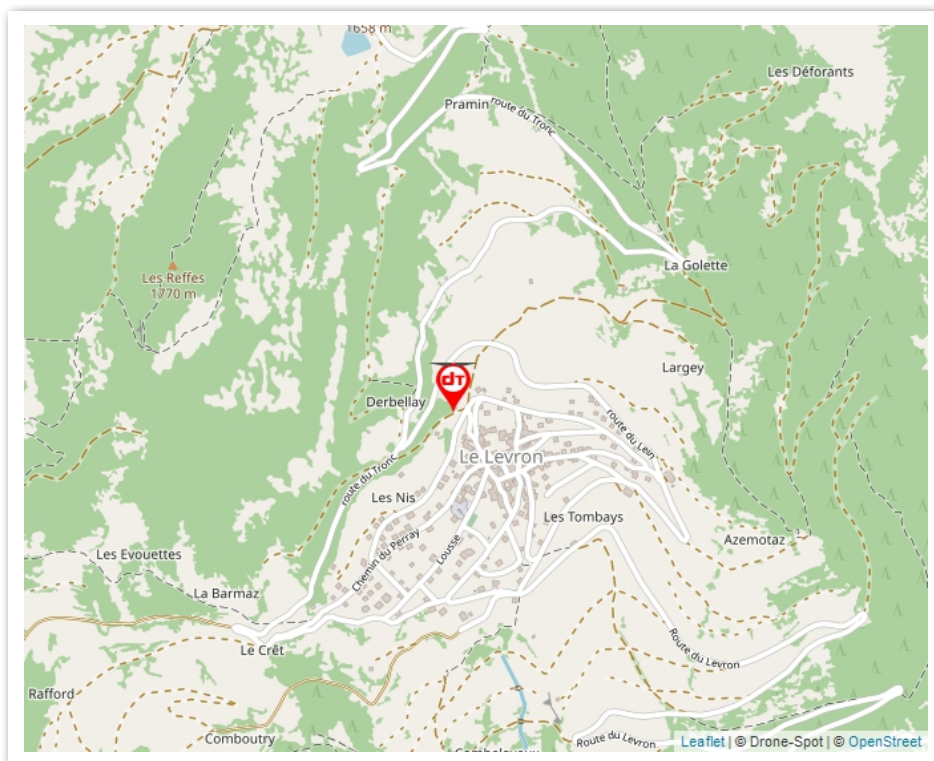 1658 m
Les Déforants
Pramin
route du Tronc
La Golette
Les Reffes
1770 m
Largey
dT
Derbellay
route du Lein
Le Levron
route du Tronc
Les Nis
Les Tombays
Azemotaz
Les Evouettes
Chemin du Perray
Lousse
La Barmaz
Le Crêt
Route du Levron
Rafford
Comboutry
Route du Levron
Leaflet | © Drone-Spot | © OpenStreet